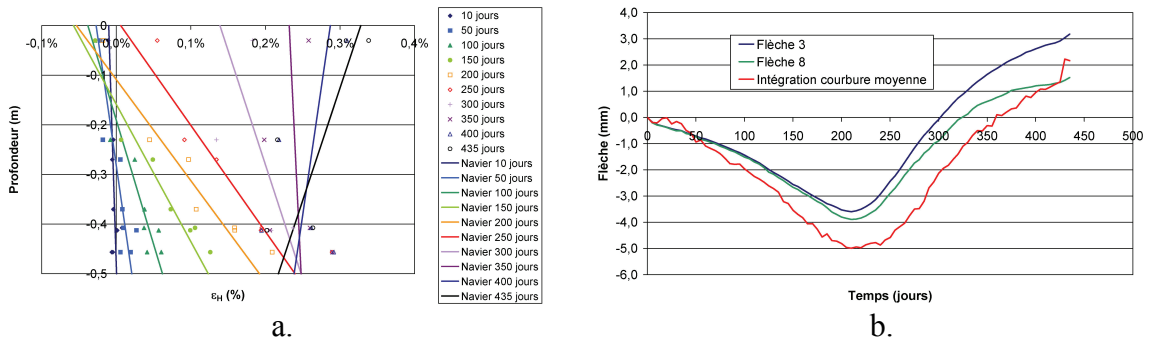 0
-0,1%
0,0%
0,1%
0,2%
0,3%
0,4%
-0,1
-0,2
-0,3
-0,4
-0,5
Profondeur (m)
εH (%)
10 jours
50 jours
100 jours
150 jours
200 jours
250 jours
300 jours
350 jours
400 jours
435 jours
Navier 10 jours
Navier 50 jours
Navier 100 jours
Navier 150 jours
Navier 200 jours
Navier 250 jours
Navier 300 jours
Navier 350 jours
Navier 400 jours
Navier 435 jours
a.
4,0
3,0
2,0
1,0
0,0
-1,0
-2,0
-3,0
-4,0
-5,0
-6,0
Flèche (mm)
0 50 100 150 200 250 300 350 400 450 500
Flèche 3
Flèche 8
Intégration courbure moyenne
Temps (jours)
b.